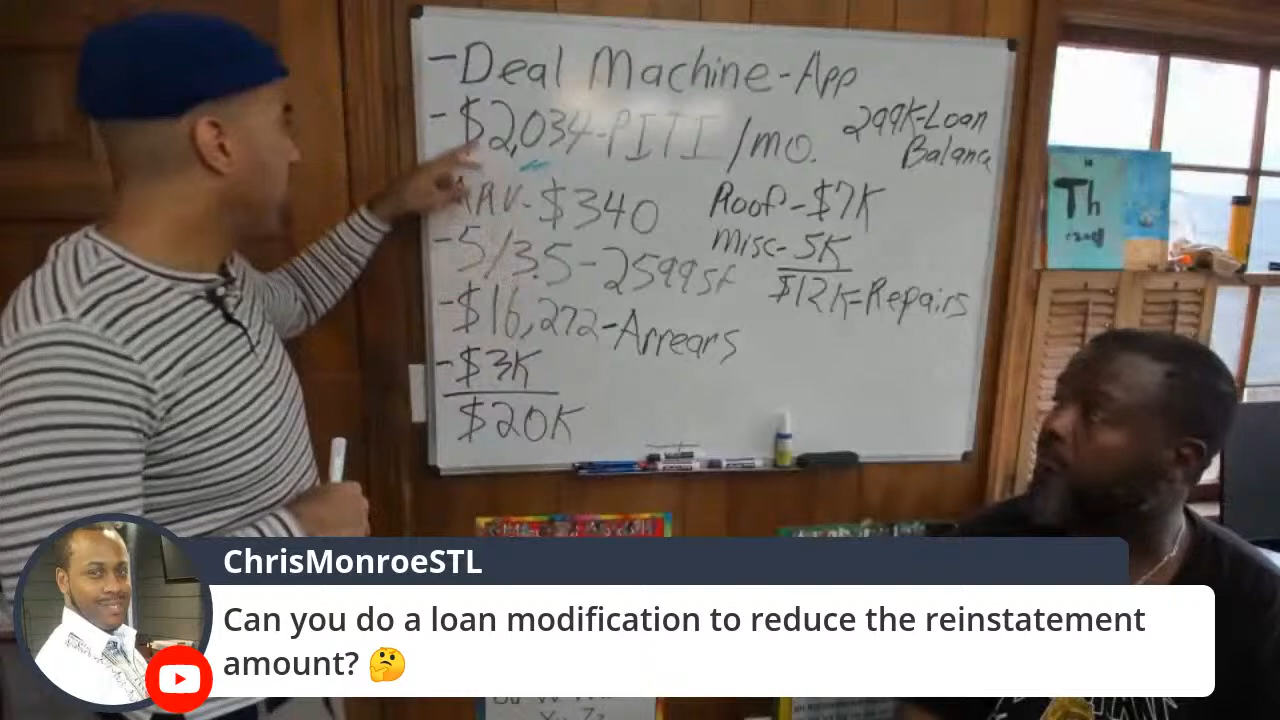 - Deal Machine - App
- $2,034 - PITI /mo.
299K - Loan
Balanc
ARV - $340
Roof - $7K
Misc - 5K
$12K - Repairs
- 5/3.5 - 2599sf
- $16,272 - Arrears
- $3K
$20K
Th
ChrisMonroeSTL
Can you do a loan modification to reduce the reinstatement
amount? 🤔